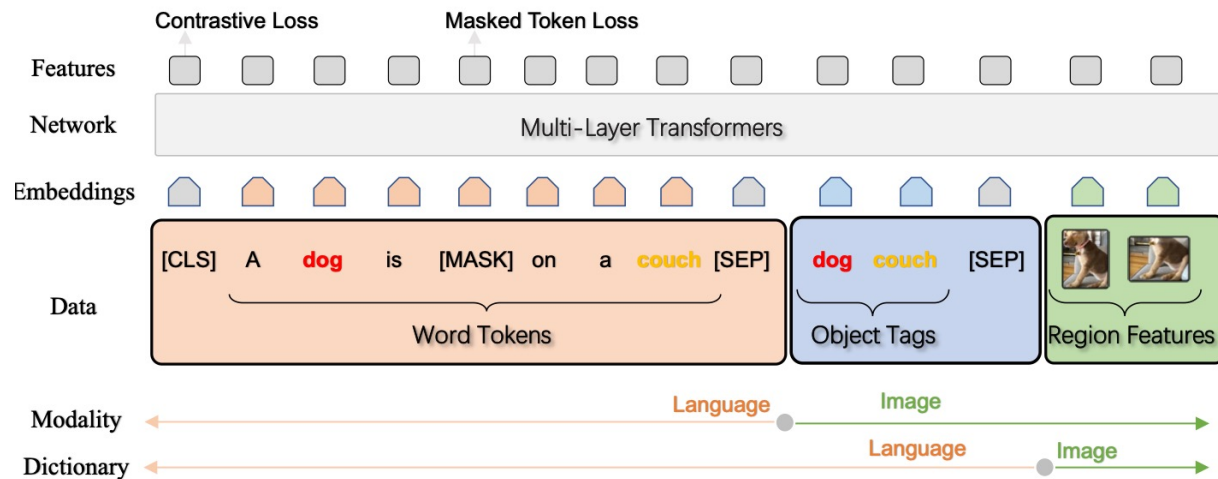 Contrastive Loss Masked Token Loss
Features
Network Multi-Layer Transformers
Embeddings
[CLS] A dog is [MASK] on a couch [SEP] dog couch [SEP]
Data
Word Tokens Object Tags Region Features
Language Image
Modality
Language Image
Dictionary